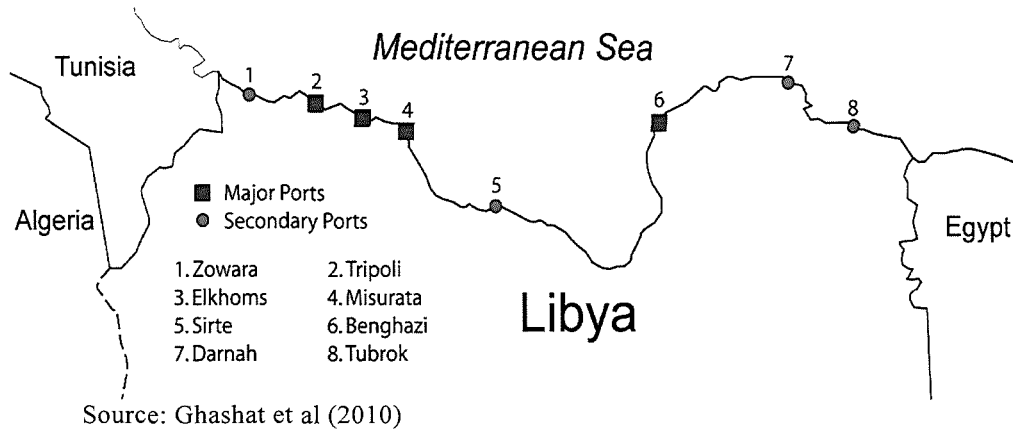 Mediterranean Sea
Tunisia
1
2
3
4
5
6
7
8
Algeria
Major Ports
Secondary Ports
Egypt
1.Zowara 2.Tripoli
3.Elkhoms 4.Misurata
5.Sirte 6.Benghazi
7.Darnah 8.Tubrok
Libya
Source: Ghashat et al (2010)